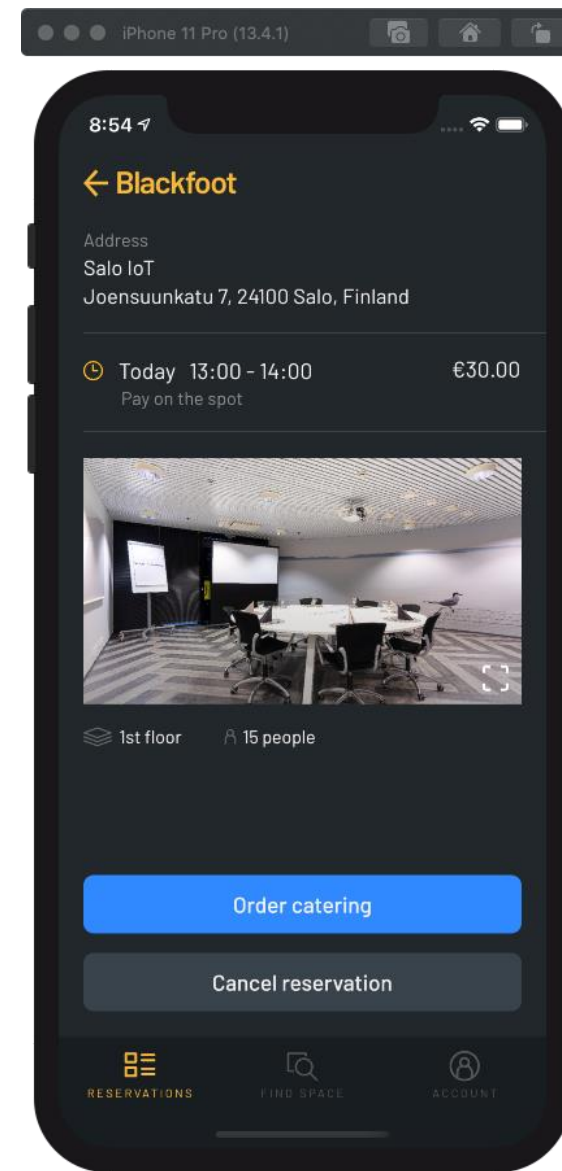 iPhone 11 Pro (13.4.1)
8:54
Blackfoot
Address
Salo IoT
Joensuunkatu 7, 24100 Salo, Finland
Today 13:00 - 14:00 €30.00
Pay on the spot
1st floor 15 people
Order catering
Cancel reservation
RESERVATIONS FIND SPACE ACCOUNT